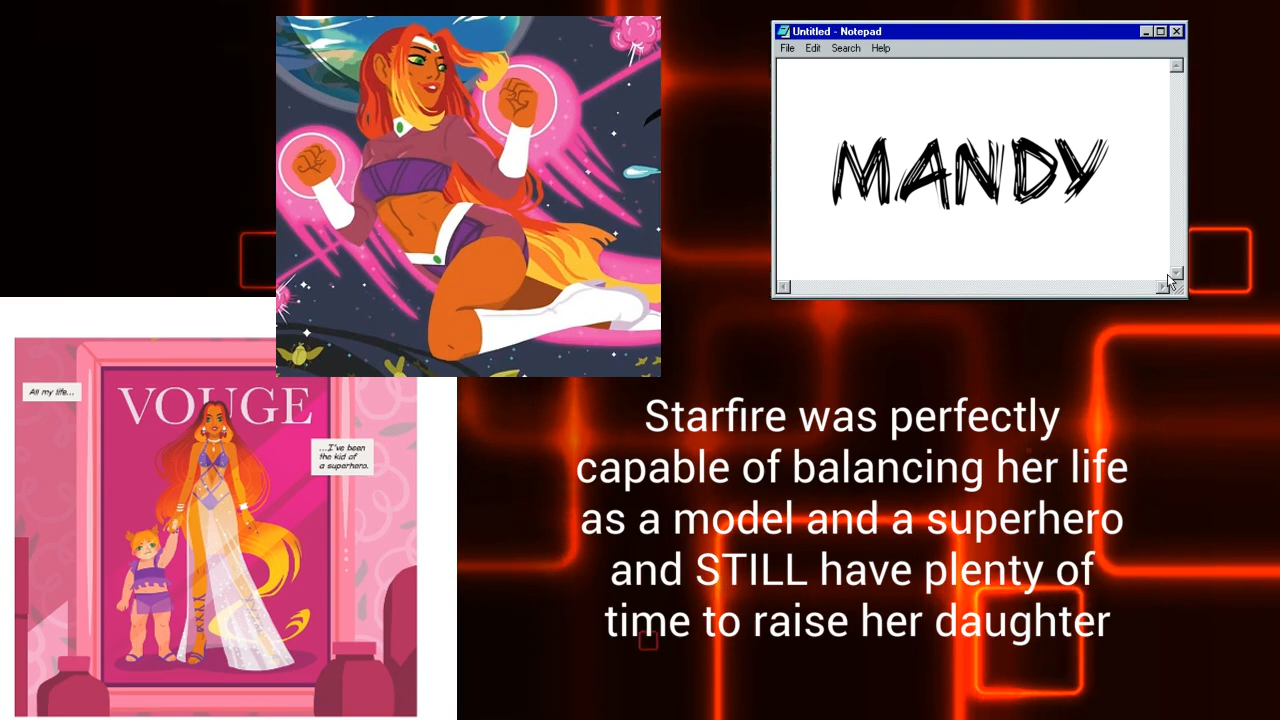 Untitled - Notepad
File Edit Search Help
MANDY
All my life...
VOUGE
...I've been
the kid of
a superhero.
Starfire was perfectly
capable of balancing her life
as a model and a superhero
and STILL have plenty of
time to raise her daughter